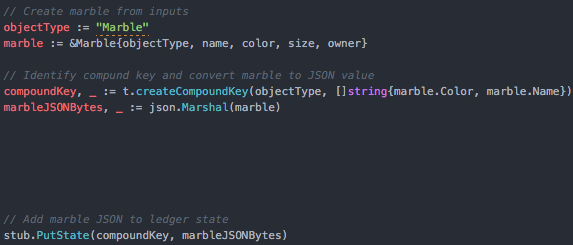 // Create marble from inputs
objectType := "Marble"
marble := &Marble{objectType, name, color, size, owner}
// Identify compund key and convert marble to JSON value
compoundKey, _ := t.createCompoundKey(objectType, []string{marble.Color, marble.Name})
marbleJSONBytes, _ := json.Marshal(marble)
// Add marble JSON to ledger state
stub.PutState(compoundKey, marbleJSONBytes)